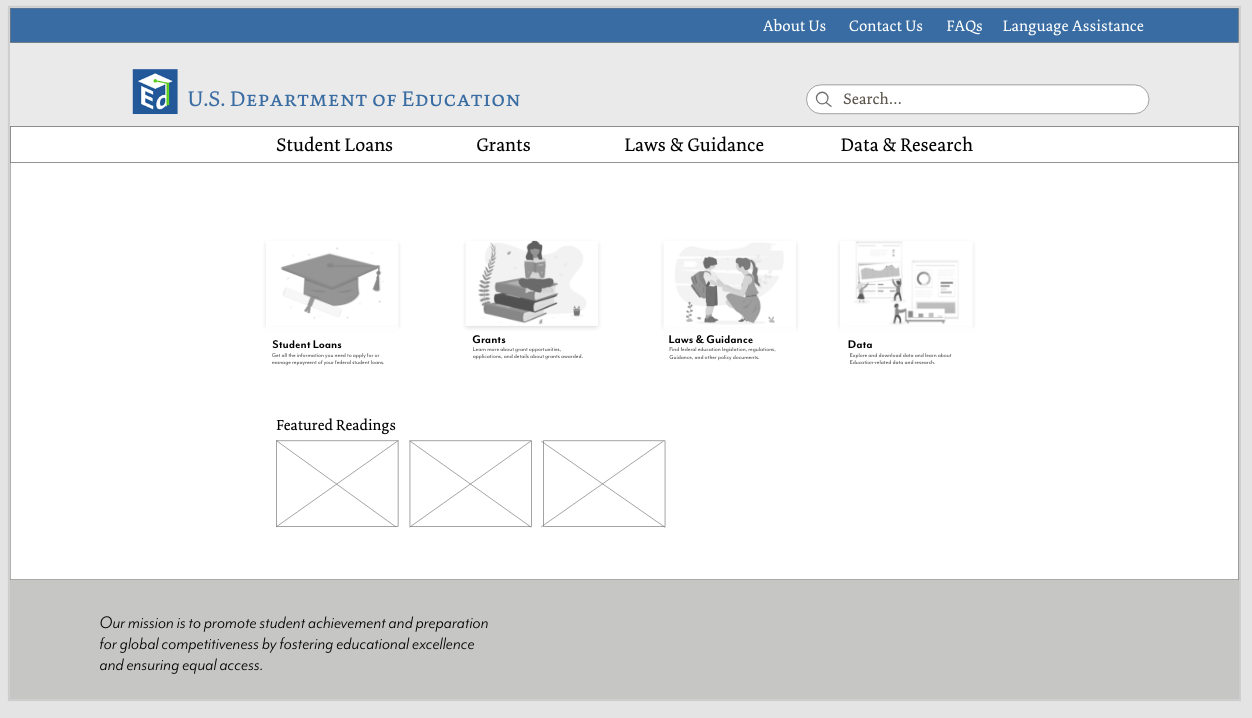 About Us Contact Us FAQs Language Assistance
Ed
U.S. Department of Education
Search...
Student Loans Grants Laws & Guidance Data & Research
Student Loans
Get all the information you need to apply for or
manage repayment of your federal student loans.
Grants
Learn more about grant opportunities,
applications, and details about grants awarded.
Laws & Guidance
Find federal education legislation, regulations,
Guidance, and other policy documents.
Data
Explore and download data and learn about
Education-related data and research.
Featured Readings
Our mission is to promote student achievement and preparation
for global competitiveness by fostering educational excellence
and ensuring equal access.